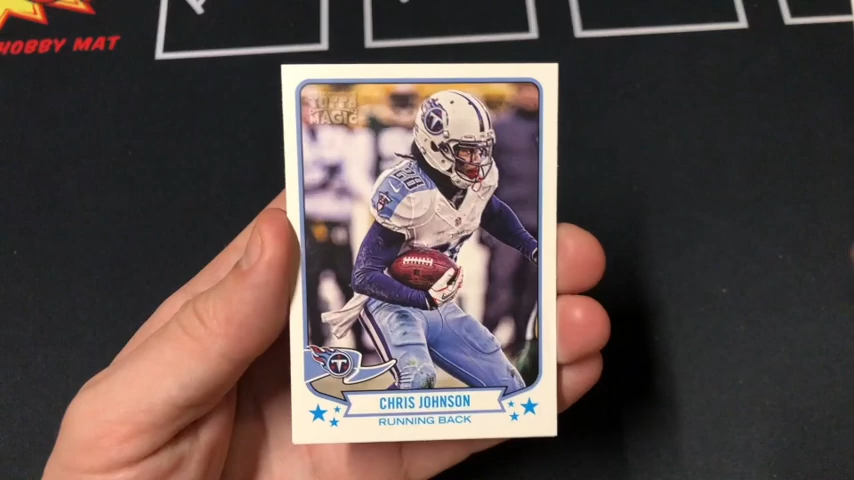 HOBBY MAT
TOPPS
MAGIC
28
CHRIS JOHNSON
RUNNING BACK